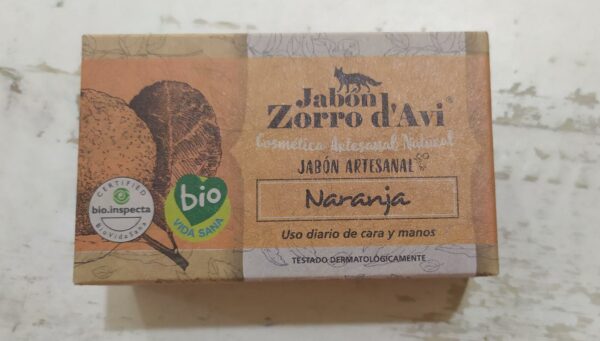 Jabón
Zorro d'Avi®
Cosmética Artesanal Natural
JABÓN ARTESANAL
Naranja
Uso diario de cara y manos
TESTADO DERMATOLÓGICAMENTE
CERTIFIED
bio.inspecta
BioVidaSana
bio
VIDA SANA